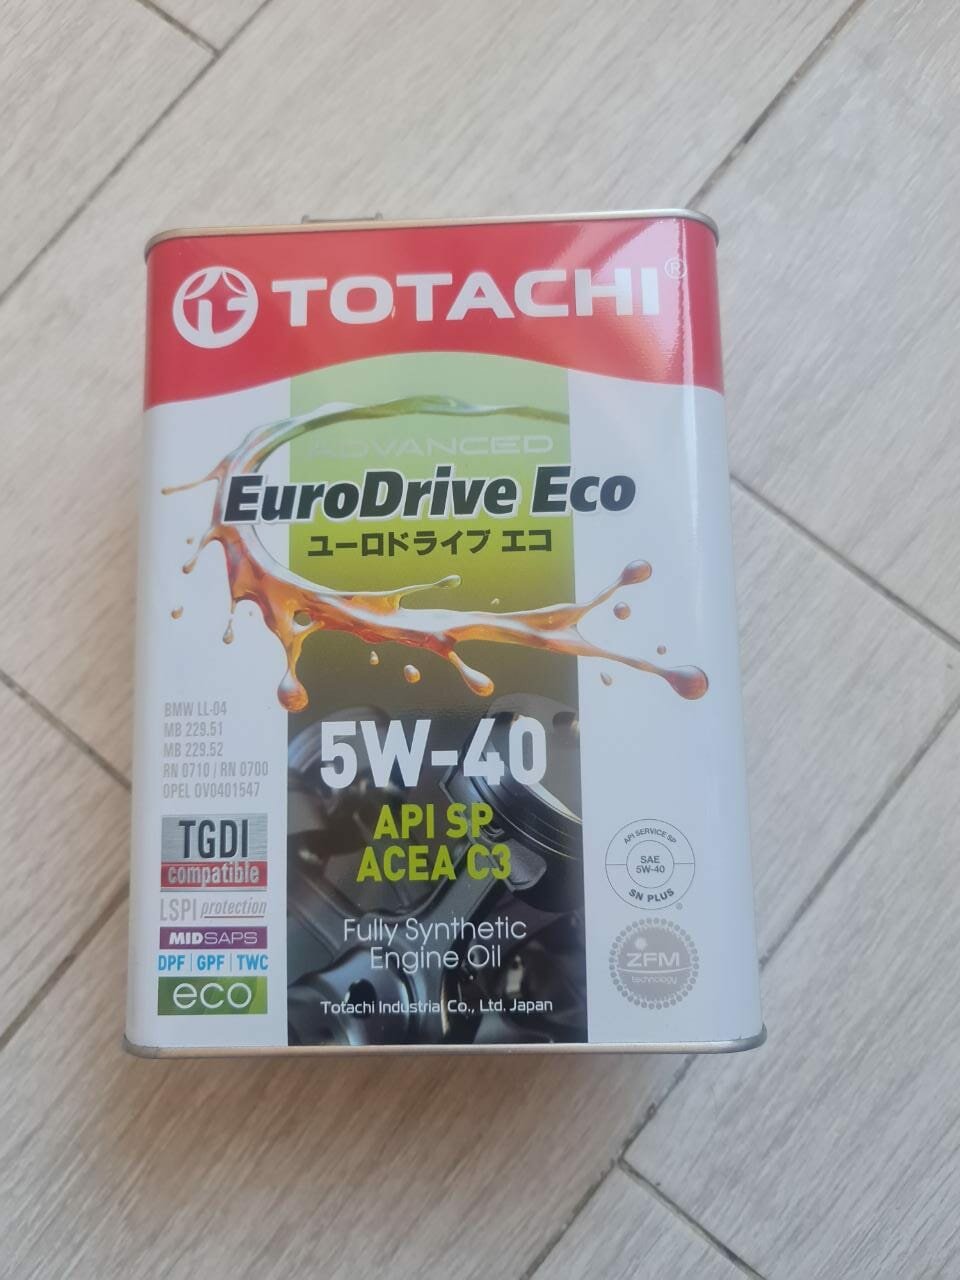 TOTACHI®
ADVANCED
EuroDrive Eco
ユーロドライブ エコ
BMW LL-04
MB 229.51
MB 229.52
RN 0710 / RN 0700
OPEL OV0401547
5W-40
API SP
ACEA C3
TGDI
compatible
LSPI protection
MIDSAPS
DPF | GPF | TWC
eco
Fully Synthetic
Engine Oil
Totachi Industrial Co., Ltd. Japan
API SERVICE SP
SAE
5W-40
SN PLUS
®
ZFM
technology